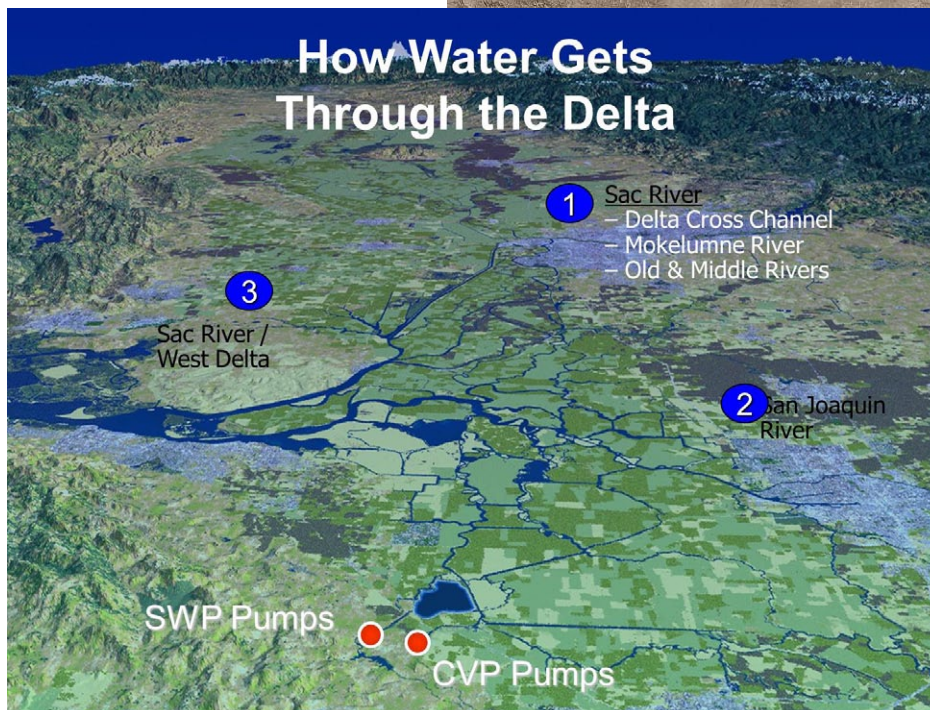 How Water Gets
Through the Delta
1
Sac River
– Delta Cross Channel
– Mokelumne River
– Old & Middle Rivers
3
Sac River /
West Delta
2
San Joaquin
River
SWP Pumps
CVP Pumps